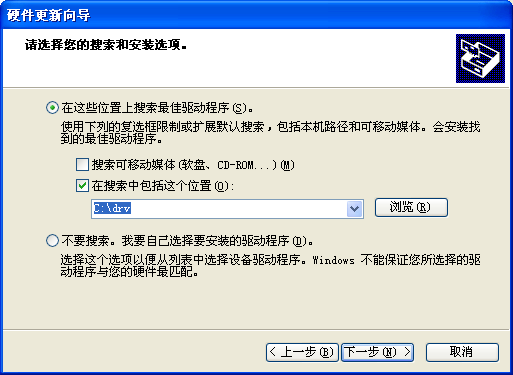 硬件更新向导
请选择您的搜索和安装选项。
在这些位置上搜索最佳驱动程序(S)。
使用下列的复选框限制或扩展默认搜索，包括本机路径和可移动媒体。会安装找
到的最佳驱动程序。
搜索可移动媒体(软盘、CD-ROM...)(M)
在搜索中包括这个位置(O):
C:\drv
浏览(R)
不要搜索。我要自己选择要安装的驱动程序(D)。
选择这个选项以便从列表中选择设备驱动程序。Windows 不能保证您所选择的驱
动程序与您的硬件最匹配。
< 上一步(B)
下一步(N) >
取消